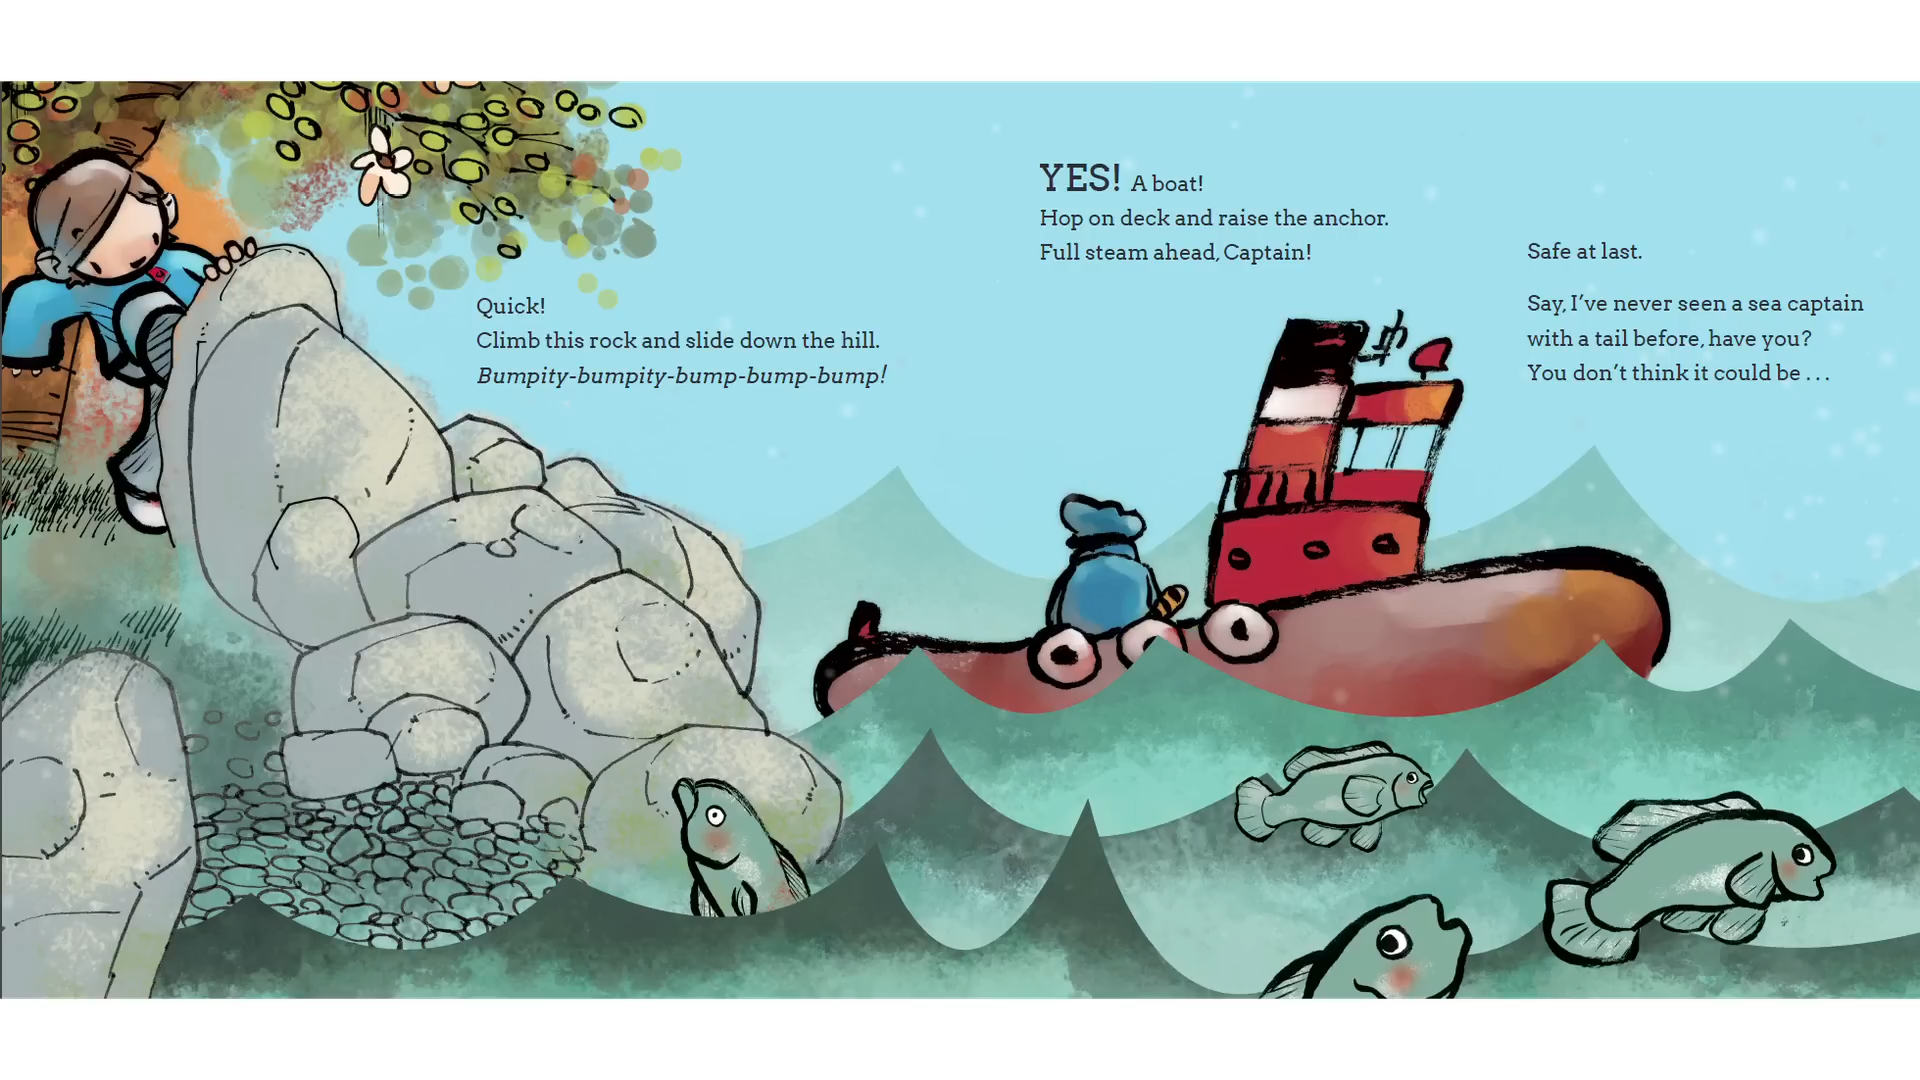 Quick!
Climb this rock and slide down the hill.
Bumpity-bumpity-bump-bump-bump!
YES! A boat!
Hop on deck and raise the anchor.
Full steam ahead, Captain!
Safe at last.
Say, I’ve never seen a sea captain
with a tail before, have you?
You don’t think it could be . . .